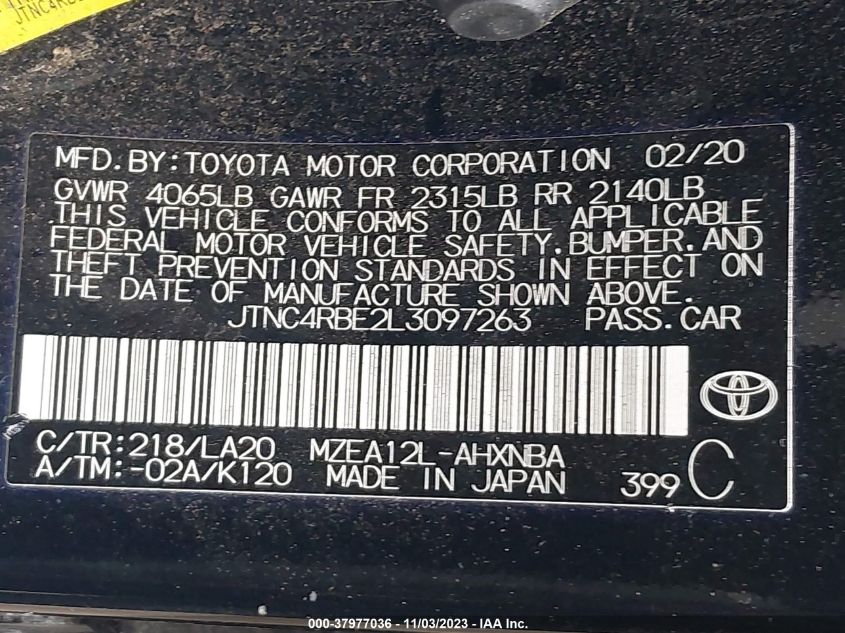 JTNC4RBE
MFD.BY:TOYOTA MOTOR CORPORATION 02/20
GVWR 4065LB GAWR FR 2315LB RR 2140LB
THIS VEHICLE CONFORMS TO ALL APPLICABLE
FEDERAL MOTOR VEHICLE SAFETY,BUMPER,AND
THEFT PREVENTION STANDARDS IN EFFECT ON
THE DATE OF MANUFACTURE SHOWN ABOVE.
JTNC4RBE2L3097263 PASS.CAR
C/TR:218/LA20 MZEA12L-AHXNBA
A/TM:-02A/K120 MADE IN JAPAN 399 C
000-37977036 - 11/03/2023 - IAA Inc.